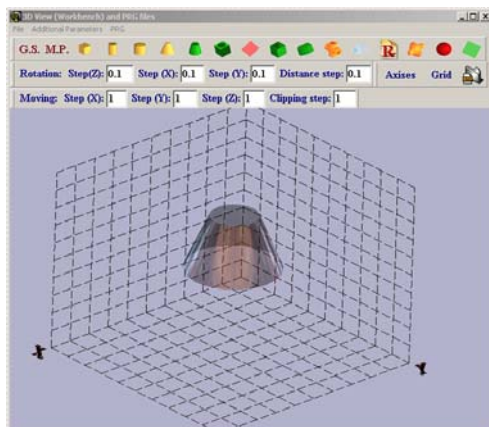 3D View (Workbench) and PRG files
File Additional Parameters PRG
G.S. M.P. R
Rotation: Step(Z): 0.1 Step (X): 0.1 Step (Y): 0.1 Distance step: 0.1 Axises Grid
Moving: Step (X): 1 Step (Y): 1 Step (Z): 1 Clipping step: 1
X
Y